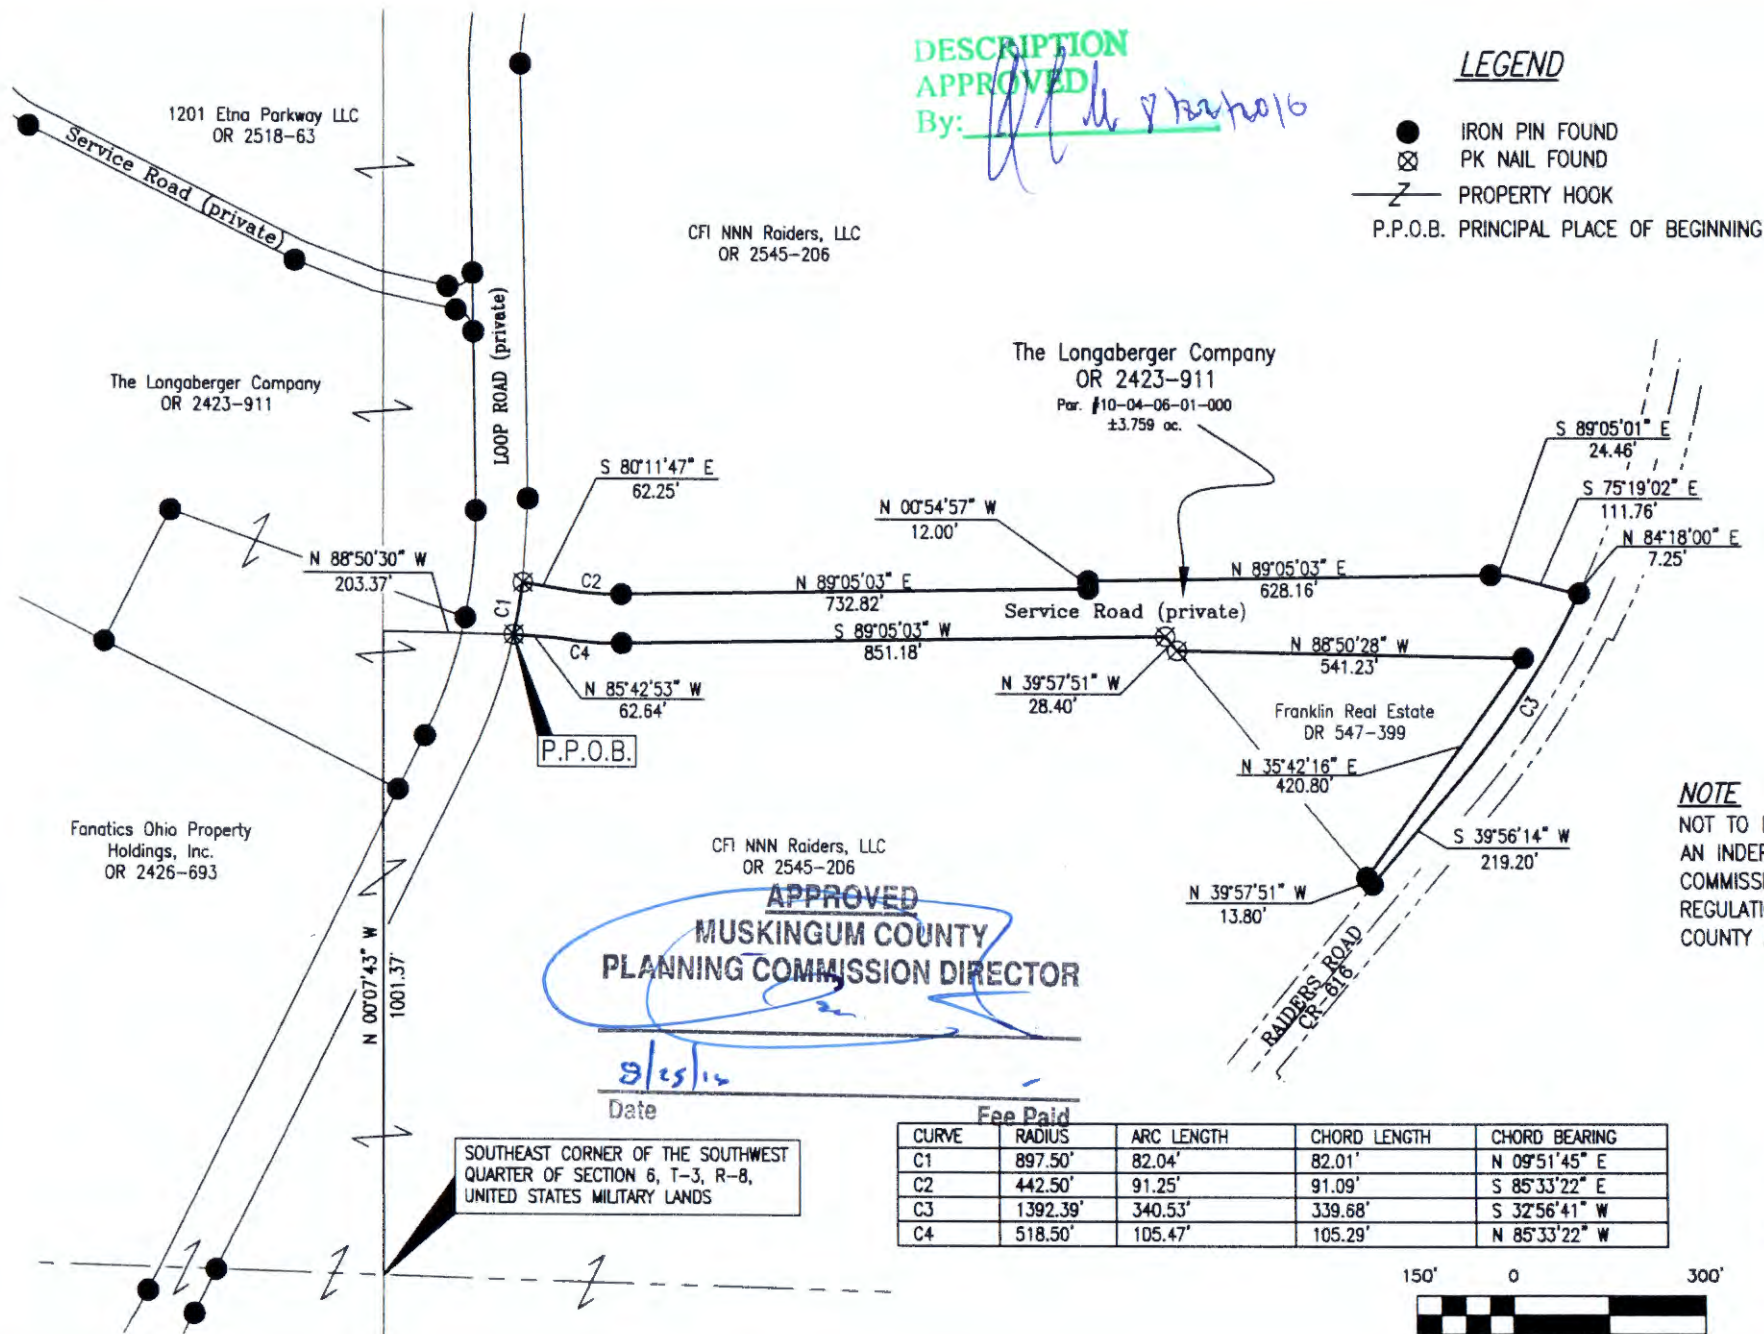 DESCRIPTION
APPROVED
By:
8/22/2016
LEGEND
IRON PIN FOUND
PK NAIL FOUND
PROPERTY HOOK
P.P.O.B. PRINCIPAL PLACE OF BEGINNING
1201 Etna Parkway LLC
OR 2518-63
Service Road (private)
CFI NNN Raiders, LLC
OR 2545-206
LOOP ROAD (private)
The Longaberger Company
OR 2423-911
The Longaberger Company
OR 2423-911
Par. #10-04-06-01-000
±3.759 ac.
S 89°05'01" E
24.46'
S 75°19'02" E
111.76'
N 84°18'00" E
7.25'
S 80°11'47" E
62.25'
N 00°54'57" W
12.00'
N 88°50'30" W
203.37'
C1
C2
N 89°05'03" E
732.82'
N 89°05'03" E
628.16'
Service Road (private)
C4
S 89°05'03" W
851.18'
N 88°50'28" W
541.23'
N 85°42'53" W
62.64'
N 39°57'51" W
28.40'
C3
P.P.O.B.
Franklin Real Estate
DR 547-399
N 35°42'16" E
420.80'
S 39°56'14" W
219.20'
N 39°57'51" W
13.80'
RAIDERS ROAD
CR-616
NOTE
NOT TO
AN
COUNTY
Fanatics Ohio Property
Holdings, Inc.
OR 2426-693
N 00°07'43" W
1001.37'
CFI NNN Raiders, LLC
OR 2545-206
APPROVED
MUSKINGUM COUNTY
PLANNING COMMISSION DIRECTOR
Date
Fee Paid
SOUTHEAST CORNER OF THE SOUTHWEST
QUARTER OF SECTION 6, T-3, R-8,
UNITED STATES MILITARY LANDS
CURVE RADIUS ARC LENGTH CHORD LENGTH CHORD BEARING
C1 897.50' 82.04' 82.01' N 09°51'45" E
C2 442.50' 91.25' 91.09' S 85°33'22" E
C3 1392.39' 340.53' 339.68' S 32°56'41" W
C4 518.50' 105.47' 105.29' N 85°33'22" W
150' 0 300'